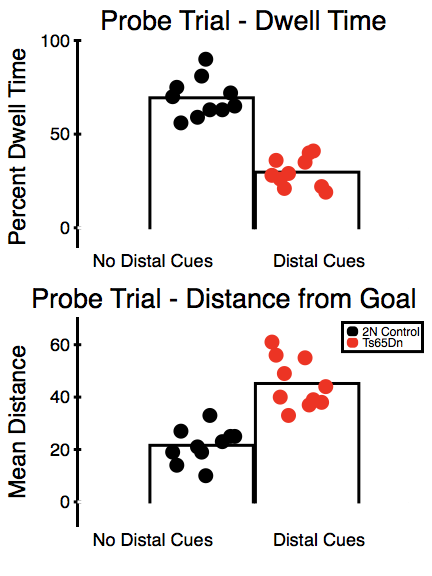 Probe Trial - Dwell Time
100
50
0
Percent Dwell Time
No Distal Cues
Distal Cues
Probe Trial - Distance from Goal
2N Control
Ts65Dn
60
40
20
0
Mean Distance
No Distal Cues
Distal Cues